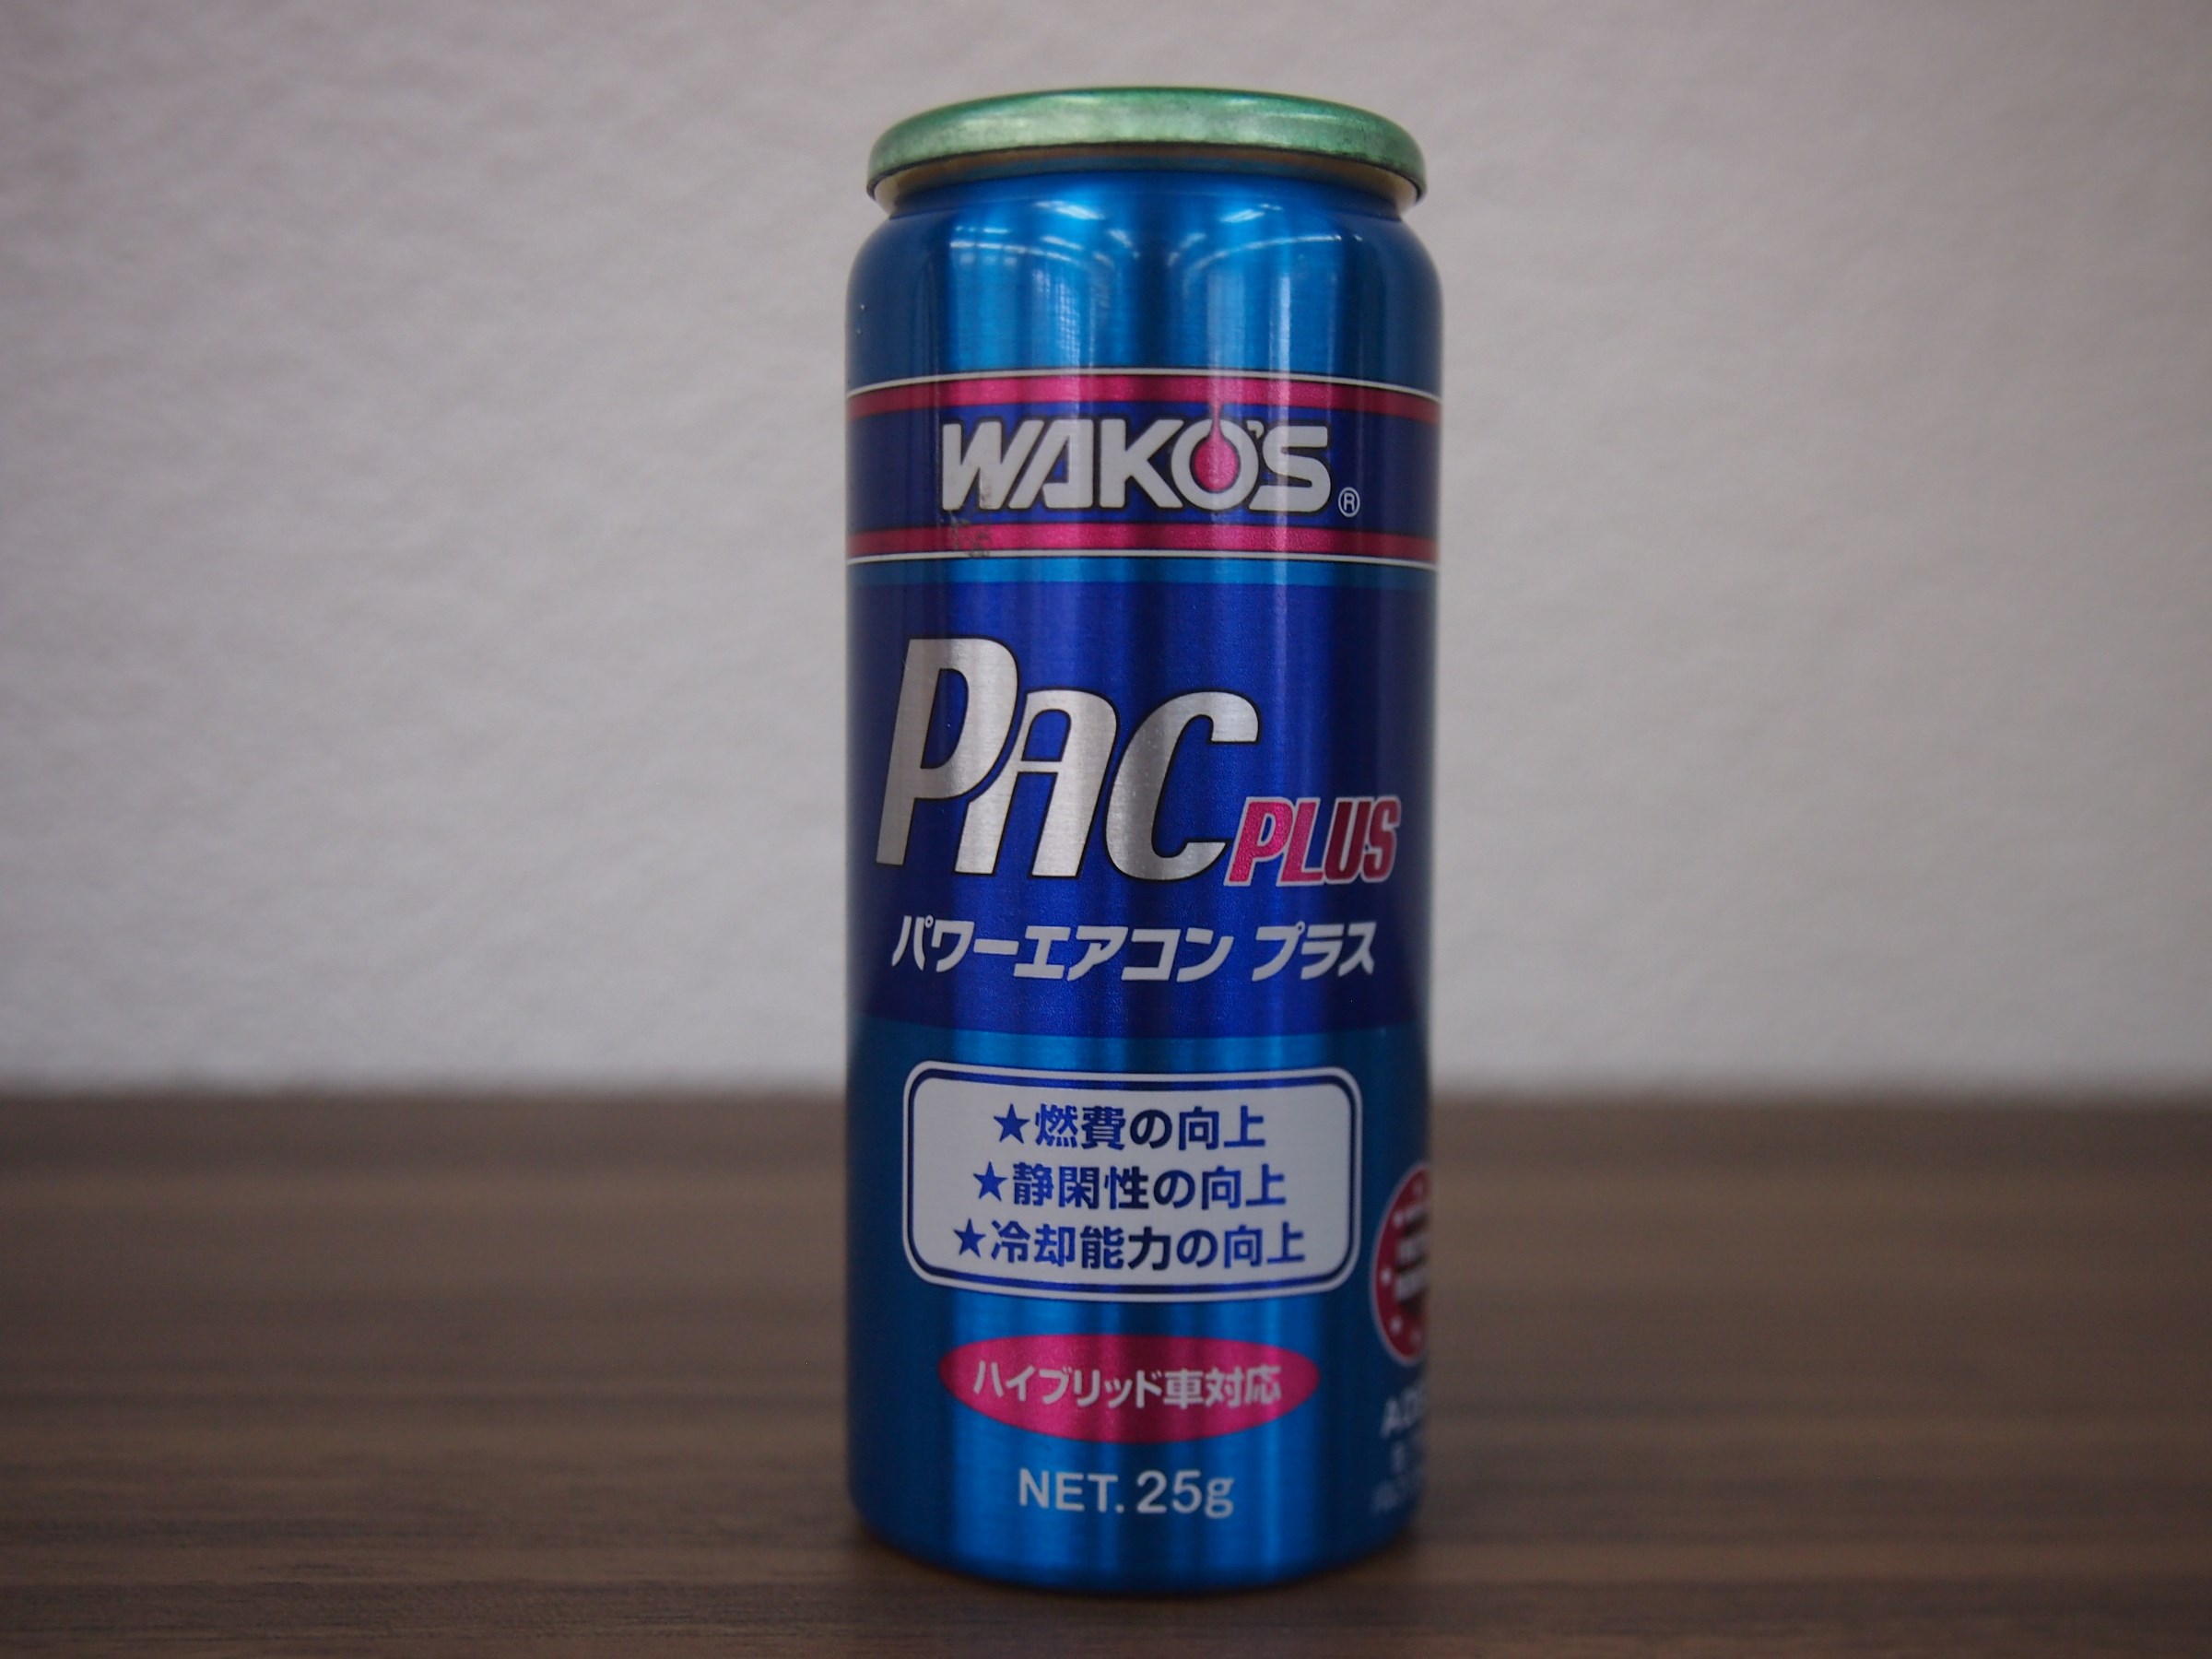 WAKO'S®
PAC PLUS
パワーエアコン プラス
★燃費の向上
★静閑性の向上
★冷却能力の向上
ハイブリッド車対応
NET. 25g